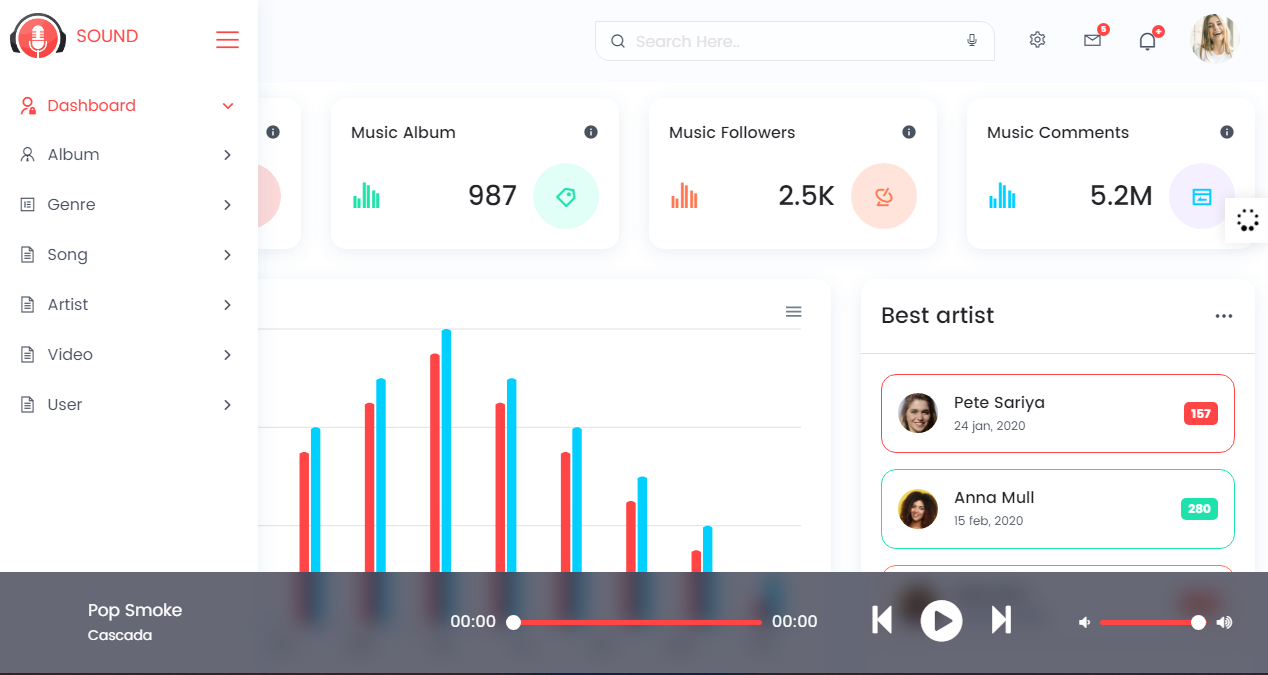 SOUND
Search Here..
5
+
Dashboard
Album
Genre
Song
Artist
Video
User
Music Album
987
Music Followers
2.5K
Music Comments
5.2M
Best artist
Pete Sariya
24 jan, 2020
157
Anna Mull
15 feb, 2020
280
Pop Smoke
Cascada
00:00
00:00